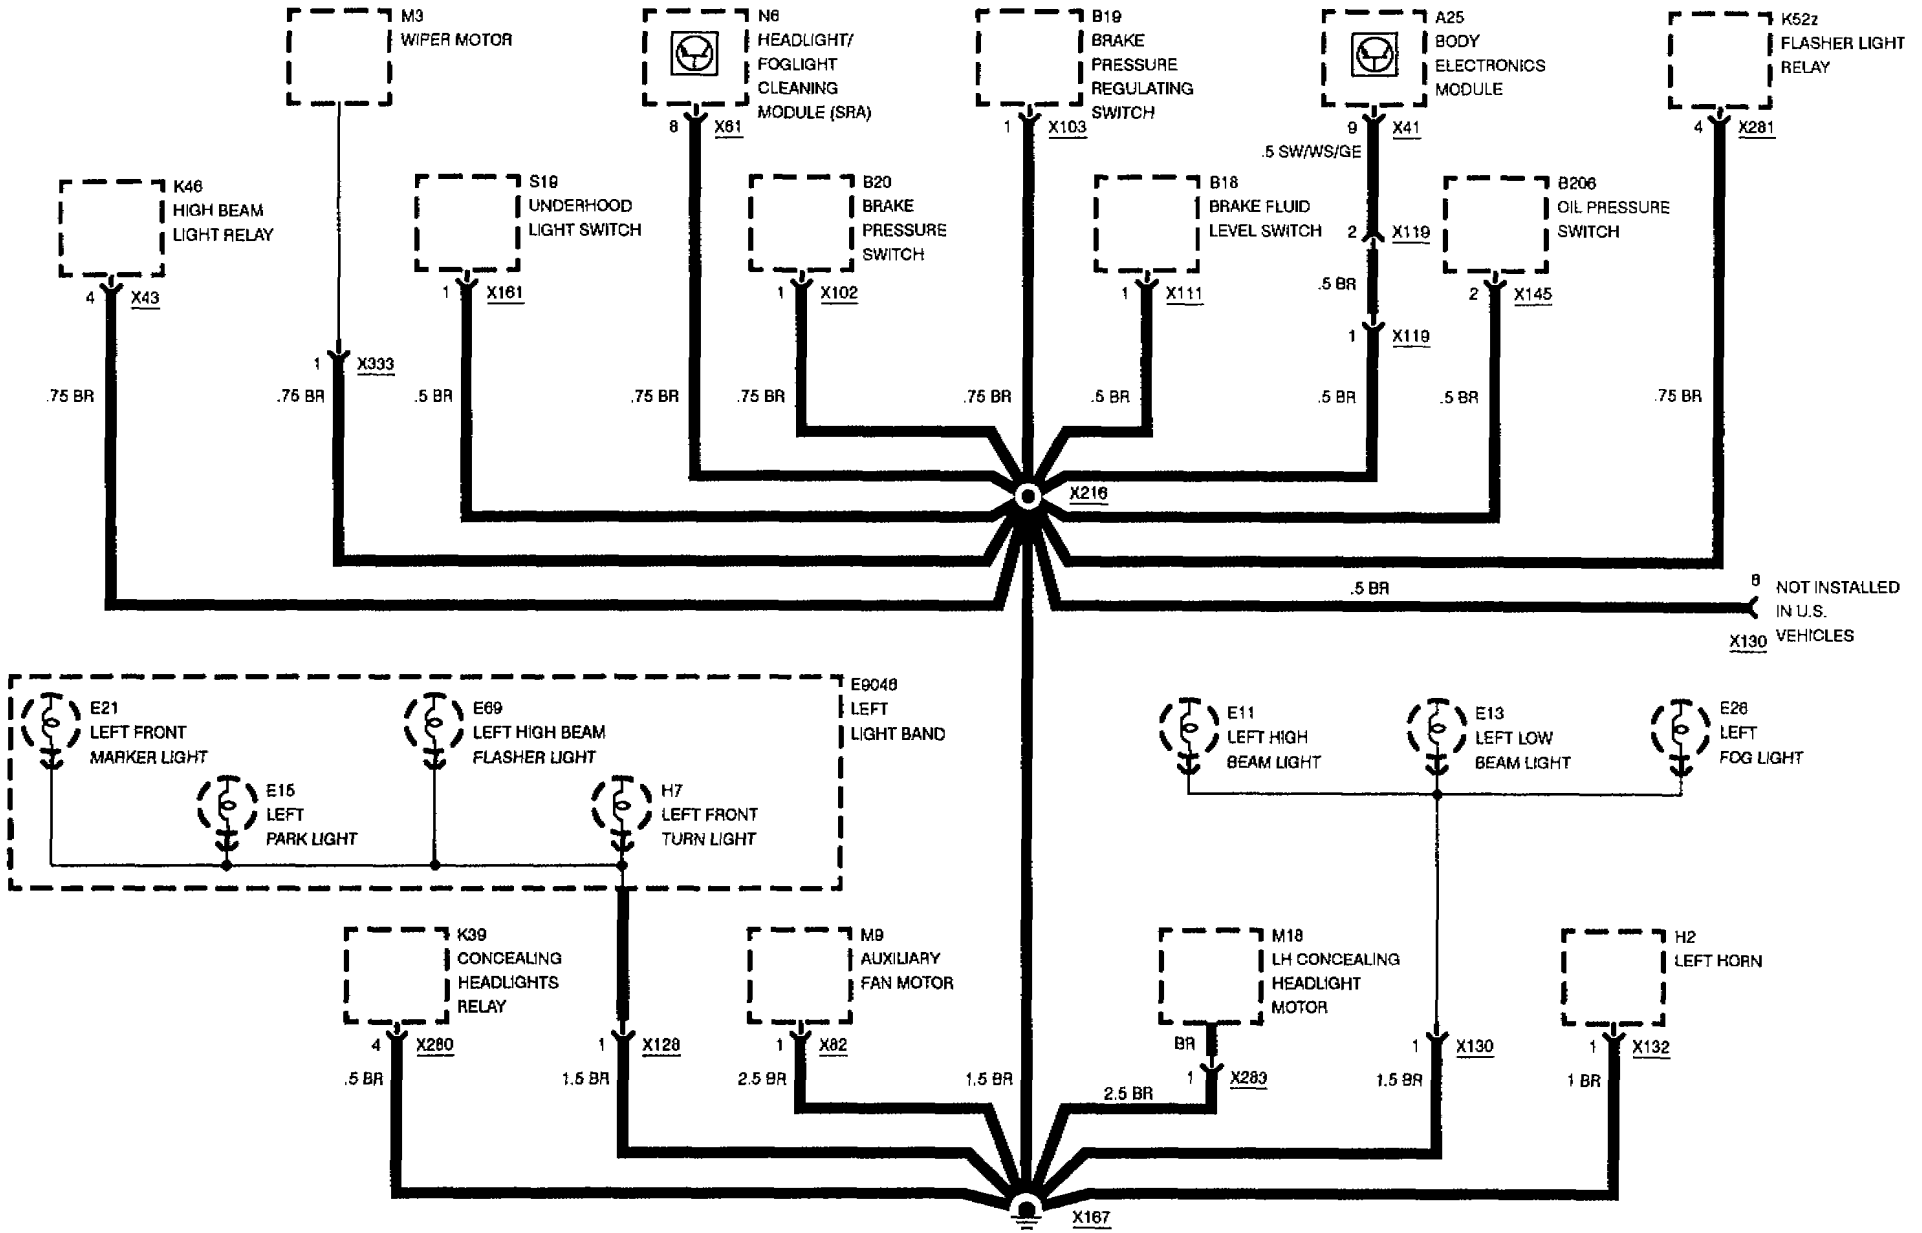 M3
WIPER MOTOR
N6
HEADLIGHT/
FOGLIGHT
CLEANING
MODULE (SRA)
B19
BRAKE
PRESSURE
REGULATING
SWITCH
A25
BODY
ELECTRONICS
MODULE
K52z
FLASHER LIGHT
RELAY
8 X61
1 X103
9 X41
4 X281
.5 SW/WS/GE
K46
HIGH BEAM
LIGHT RELAY
S19
UNDERHOOD
LIGHT SWITCH
B20
BRAKE
PRESSURE
SWITCH
B18
BRAKE FLUID
LEVEL SWITCH
2 X119
B206
OIL PRESSURE
SWITCH
4 X43
1 X161
1 X102
1 X111
.5 BR
2 X145
1 X333
1 X119
.75 BR
.75 BR
.5 BR
.75 BR
.75 BR
.75 BR
.5 BR
.5 BR
.5 BR
.75 BR
X216
.5 BR
8
NOT INSTALLED
IN U.S.
VEHICLES
X130
E9048
LEFT
LIGHT BAND
E21
LEFT FRONT
MARKER LIGHT
E69
LEFT HIGH BEAM
FLASHER LIGHT
E15
LEFT
PARK LIGHT
H7
LEFT FRONT
TURN LIGHT
E11
LEFT HIGH
BEAM LIGHT
E13
LEFT LOW
BEAM LIGHT
E26
LEFT
FOG LIGHT
K39
CONCEALING
HEADLIGHTS
RELAY
M9
AUXILIARY
FAN MOTOR
M18
LH CONCEALING
HEADLIGHT
MOTOR
H2
LEFT HORN
4 X280
1 X128
1 X82
BR
1 X283
1 X130
1 X132
.5 BR
1.5 BR
2.5 BR
1.5 BR
2.5 BR
1.5 BR
1 BR
X167